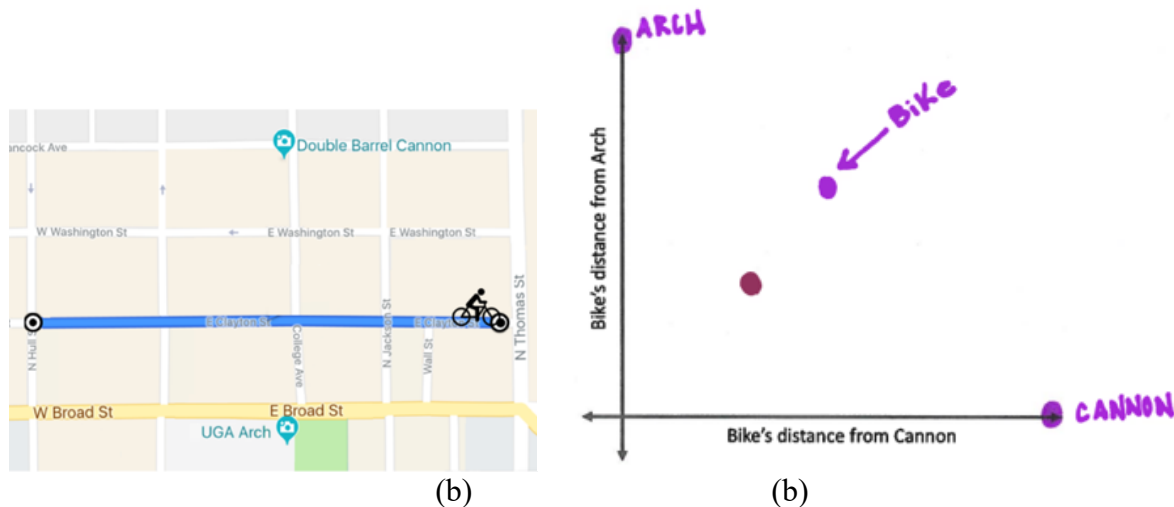 ancock Ave
Double Barrel Cannon
W Washington St
E Washington St
E Washington St
N Hull S
E Clayton St
E Clayton
College Ave
N Jackson St
Wall St
N Thomas St
W Broad St
E Broad St
UGA Arch
(b)
ARCH
BIKE
Bike's distance from Arch
CANNON
Bike's distance from Cannon
(b)